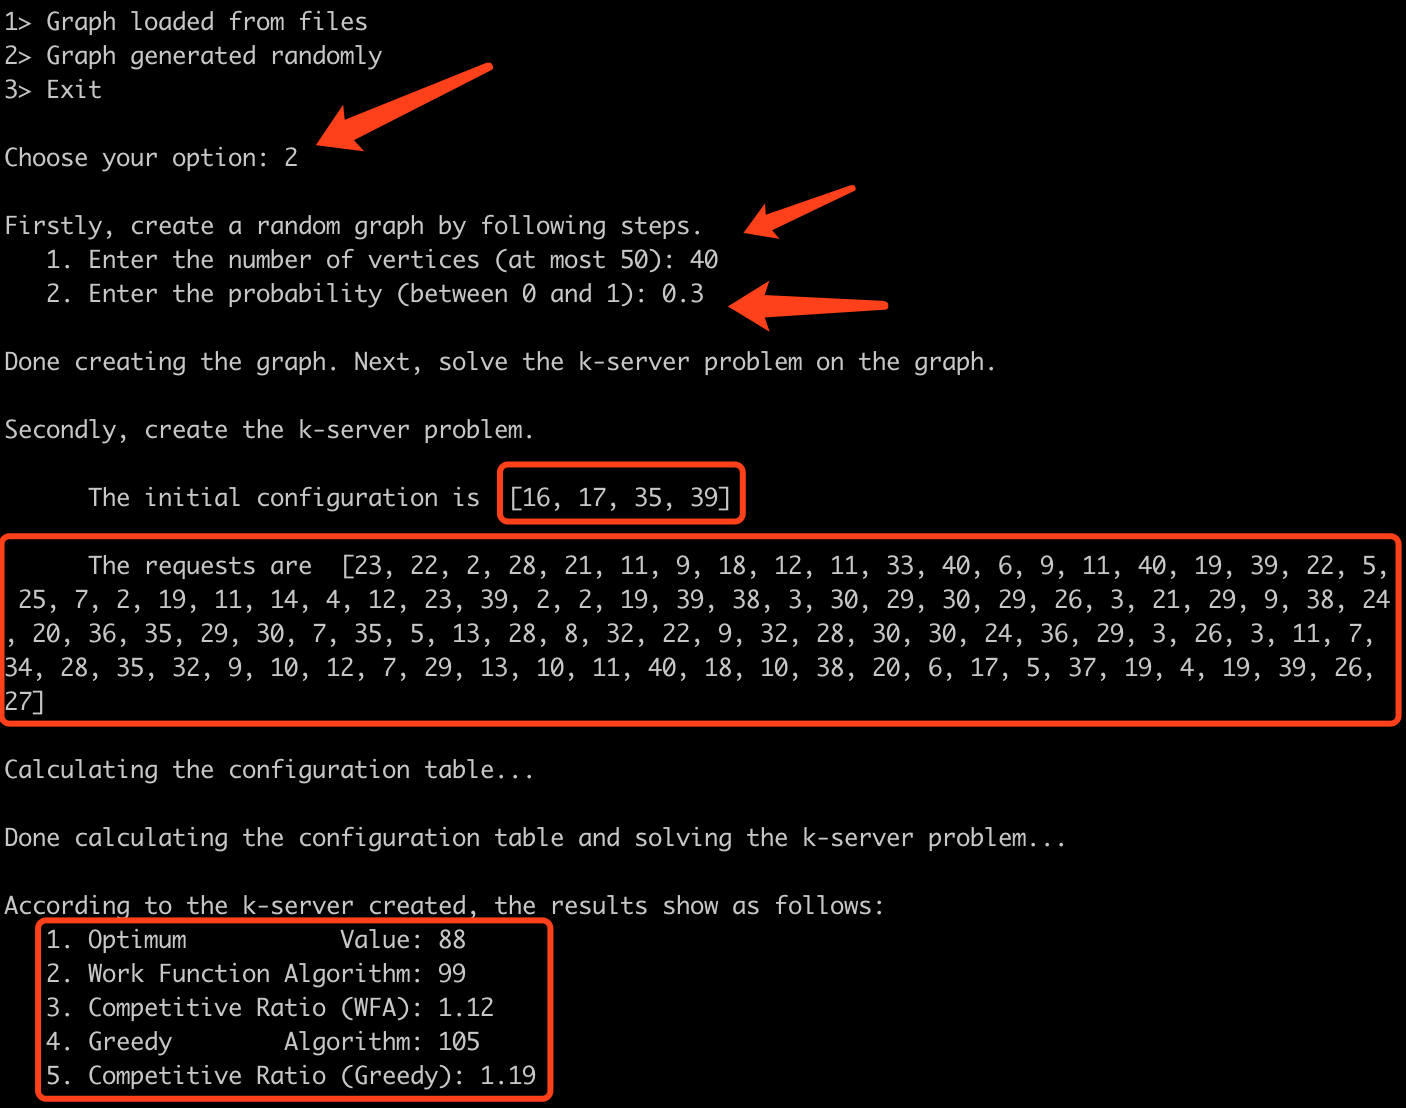 1> Graph loaded from files
2> Graph generated randomly
3> Exit
Choose your option: 2
Firstly, create a random graph by following steps.
1. Enter the number of vertices (at most 50): 40
2. Enter the probability (between 0 and 1): 0.3
Done creating the graph. Next, solve the k-server problem on the graph.
Secondly, create the k-server problem.
The initial configuration is [16, 17, 35, 39]
The requests are [23, 22, 2, 28, 21, 11, 9, 18, 12, 11, 33, 40, 6, 9, 11, 40, 19, 39, 22, 5,
25, 7, 2, 19, 11, 14, 4, 12, 23, 39, 2, 2, 19, 39, 38, 3, 30, 29, 30, 29, 26, 3, 21, 29, 9, 38, 24
, 20, 36, 35, 29, 30, 7, 35, 5, 13, 28, 8, 32, 22, 9, 32, 28, 30, 30, 24, 36, 29, 3, 26, 3, 11, 7,
34, 28, 35, 32, 9, 10, 12, 7, 29, 13, 10, 11, 40, 18, 10, 38, 20, 6, 17, 5, 37, 19, 4, 19, 39, 26,
27]
Calculating the configuration table...
Done calculating the configuration table and solving the k-server problem...
According to the k-server created, the results show as follows:
1. Optimum Value: 88
2. Work Function Algorithm: 99
3. Competitive Ratio (WFA): 1.12
4. Greedy Algorithm: 105
5. Competitive Ratio (Greedy): 1.19